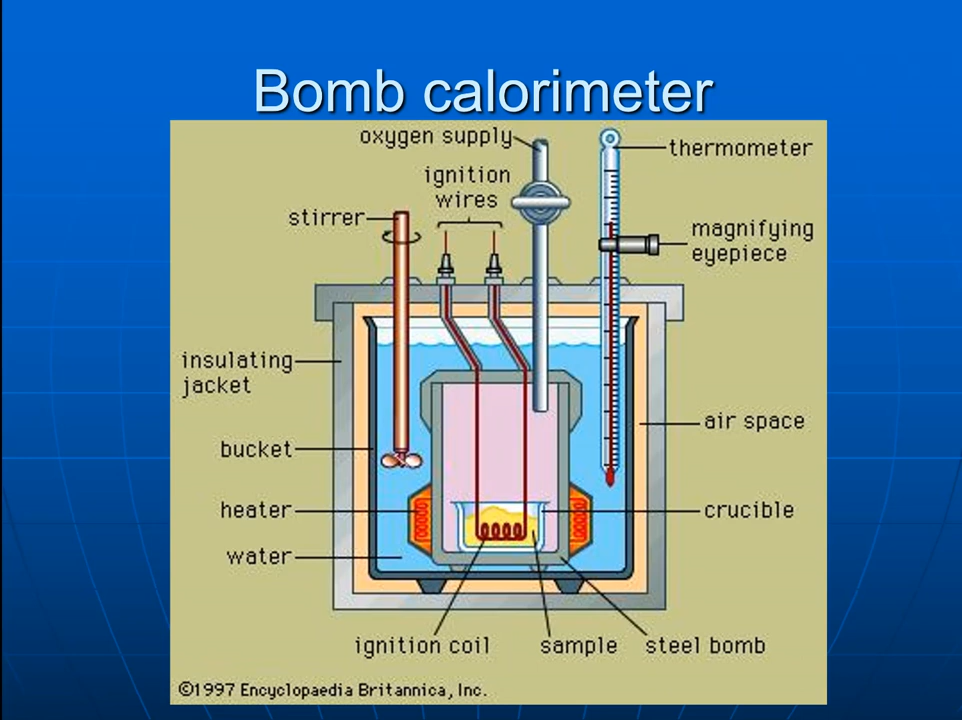 Bomb calorimeter
oxygen supply
thermometer
ignition
wires
stirrer
magnifying
eyepiece
insulating
jacket
air space
bucket
heater
crucible
water
ignition coil
sample
steel bomb
©1997 Encyclopaedia Britannica, Inc.